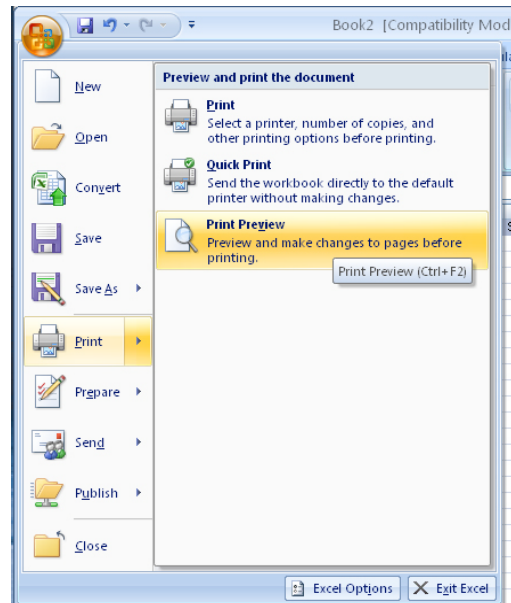 Book2 [Compatibility Mod
New
Open
Convert
Save
Save As
Print
Prepare
Send
Publish
Close
Preview and print the document
Print
Select a printer, number of copies, and
other printing options before printing.
Quick Print
Send the workbook directly to the default
printer without making changes.
Print Preview
Preview and make changes to pages before
printing.
Print Preview (Ctrl+F2)
Excel Options
Exit Excel